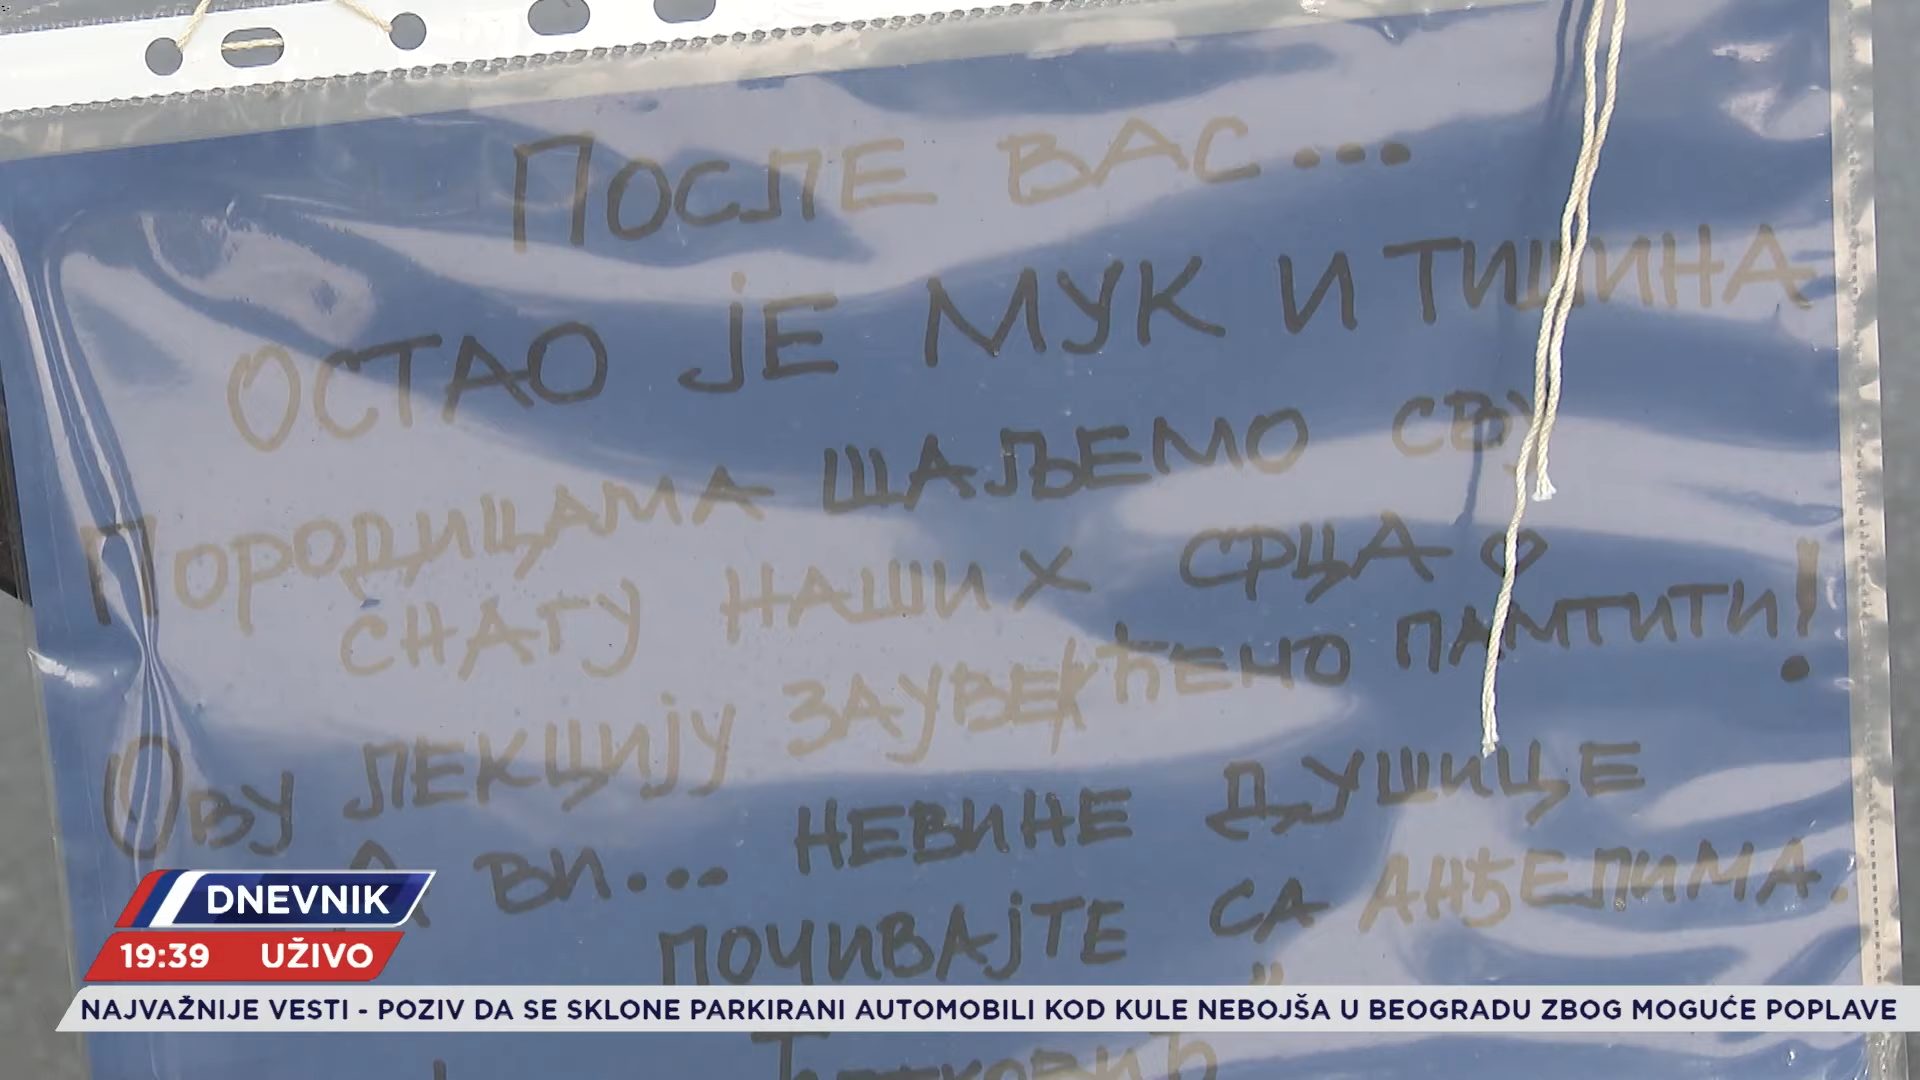 После вас...
остао је мук и тишина
Породицама шаљемо сву
снагу наших срца о
Ову лекцију заувећено памтити!
А ви... невине душице
почивајте са анђелима.
DNEVNIK
19:39 UŽIVO
NAJVAŽNIJE VESTI - POZIV DA SE SKLONE PARKIRANI AUTOMOBILI KOD KULE NEBOJŠA U BEOGRADU ZBOG MOGUĆE POPLAVE